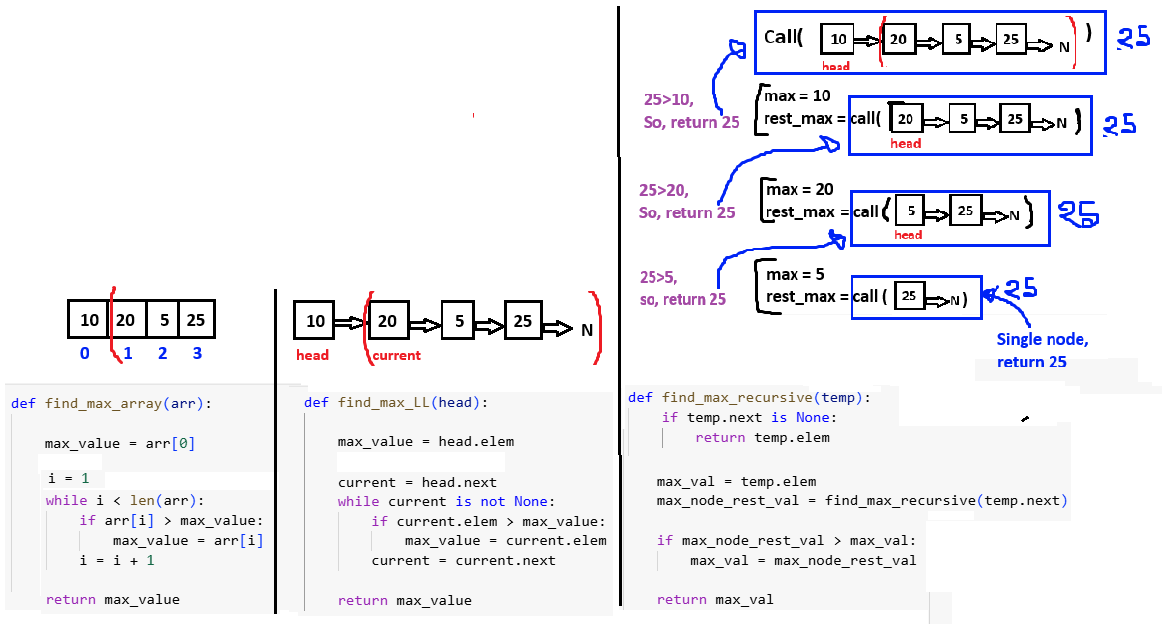 10 20 5 25
0 1 2 3
def find_max_array(arr):
max_value = arr[0]
i = 1
while i < len(arr):
if arr[i] > max_value:
max_value = arr[i]
i = i + 1
return max_value
10 20 5 25 N
head current
def find_max_LL(head):
max_value = head.elem
current = head.next
while current is not None:
if current.elem > max_value:
max_value = current.elem
current = current.next
return max_value
Call( 10 ( 20 5 25 N ) ) 25
head
25>10,
So, return 25
max = 10
rest_max = call( 20 5 25 N ) 25
head
25>20,
So, return 25
max = 20
rest_max = call ( 5 25 N ) 25
head
25>5,
so, return 25
max = 5
rest_max = call ( 25 N ) 25
Single node,
return 25
def find_max_recursive(temp):
if temp.next is None:
return temp.elem
max_val = temp.elem
max_node_rest_val = find_max_recursive(temp.next)
if max_node_rest_val > max_val:
max_val = max_node_rest_val
return max_val